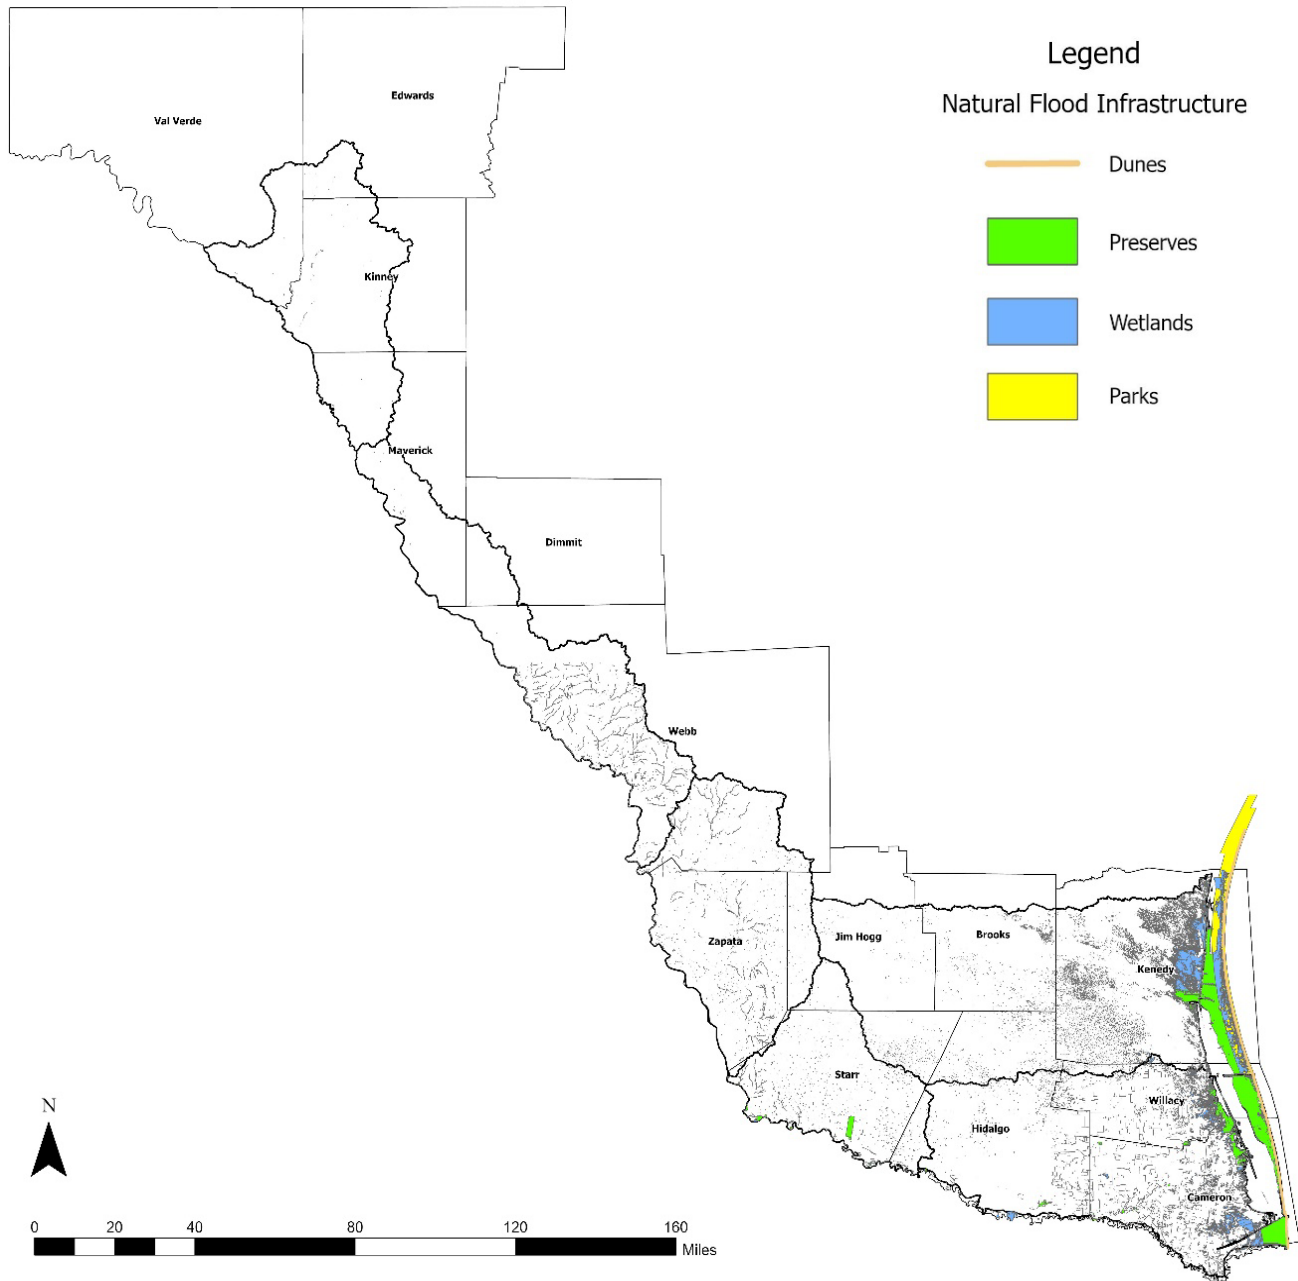 Legend
Natural Flood Infrastructure
Dunes
Preserves
Wetlands
Parks
Edwards
Val Verde
Kinney
Maverick
Dimmit
Webb
Zapata
Jim Hogg
Brooks
Kenedy
Starr
Willacy
Hidalgo
Cameron
N
0 20 40 80 120 160
Miles